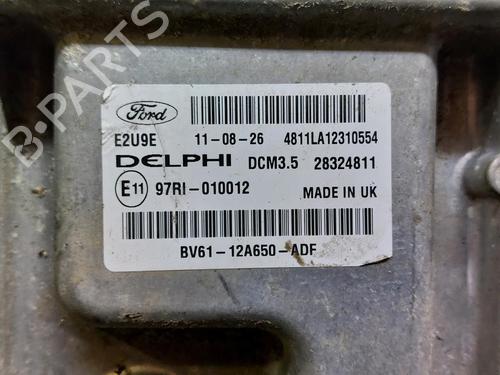 B-PARTS
Ford
E2U9E 11-08-26 4811LA12310554
DELPHI DCM3.5 28324811
E11 97RI-010012 MADE IN UK
BV61-12A650-ADF